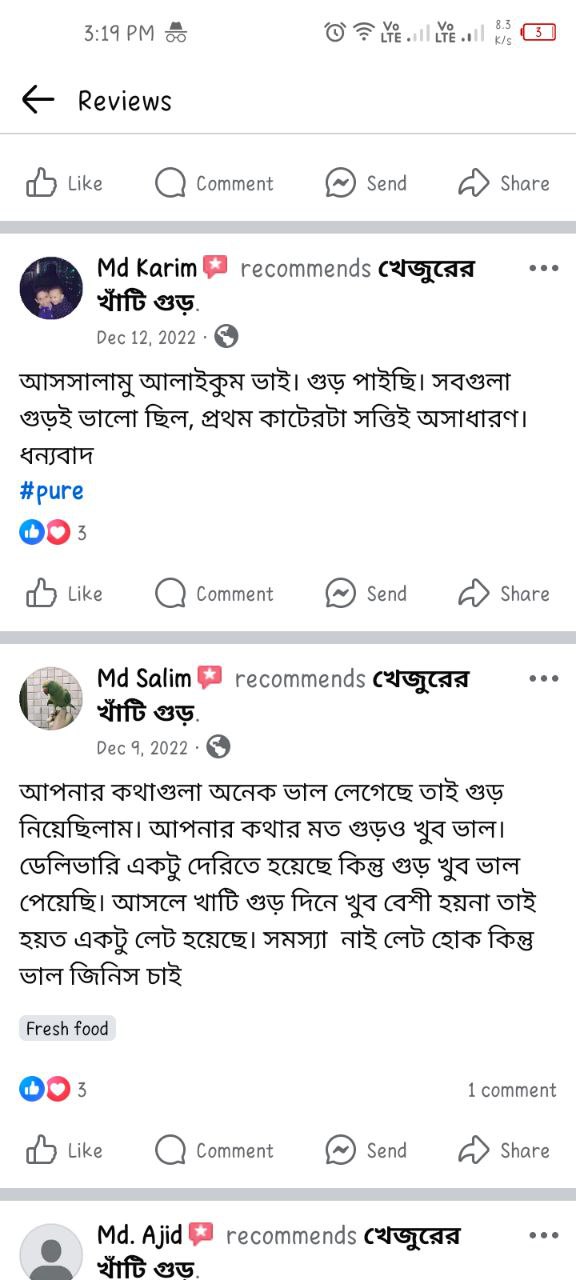 3:19 PM Vo LTE Vo LTE 8.3 K/s 3
Reviews
Like Comment Send Share
Md Karim recommends খেজুরের
খাঁটি গুড়.
Dec 12, 2022 ·
আসসালামু আলাইকুম ভাই। গুড় পাইছি। সবগুলা
গুড়ই ভালো ছিল, প্রথম কাটেরটা সত্তিই অসাধারণ।
ধন্যবাদ
#pure
3
Like Comment Send Share
Md Salim recommends খেজুরের
খাঁটি গুড়.
Dec 9, 2022 ·
আপনার কথাগুলা অনেক ভাল লেগেছে তাই গুড়
নিয়েছিলাম। আপনার কথার মত গুড়ও খুব ভাল।
ডেলিভারি একটু দেরিতে হয়েছে কিন্তু গুড় খুব ভাল
পেয়েছি। আসলে খাটি গুড় দিনে খুব বেশী হয়না তাই
হয়ত একটু লেট হয়েছে। সমস্যা নাই লেট হোক কিন্তু
ভাল জিনিস চাই
Fresh food
3 1 comment
Like Comment Send Share
Md. Ajid recommends খেজুরের
খাঁটি গুড়.